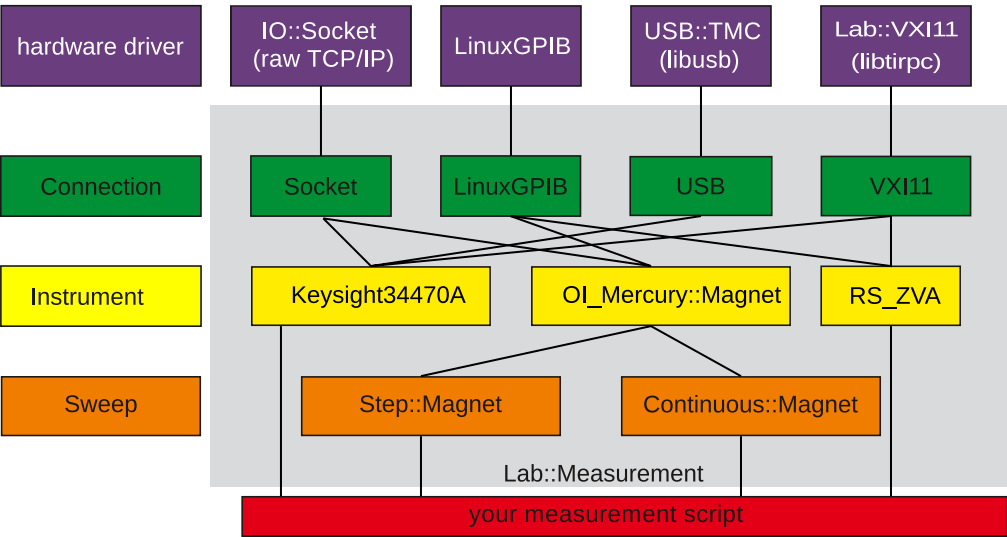 hardware driver
IO::Socket
(raw TCP/IP)
LinuxGPIB
USB::TMC
(libusb)
Lab::VXI11
(libtirpc)
Connection
Socket
LinuxGPIB
USB
VXI11
Instrument
Keysight34470A
OI_Mercury::Magnet
RS_ZVA
Sweep
Step::Magnet
Continuous::Magnet
Lab::Measurement
your measurement script